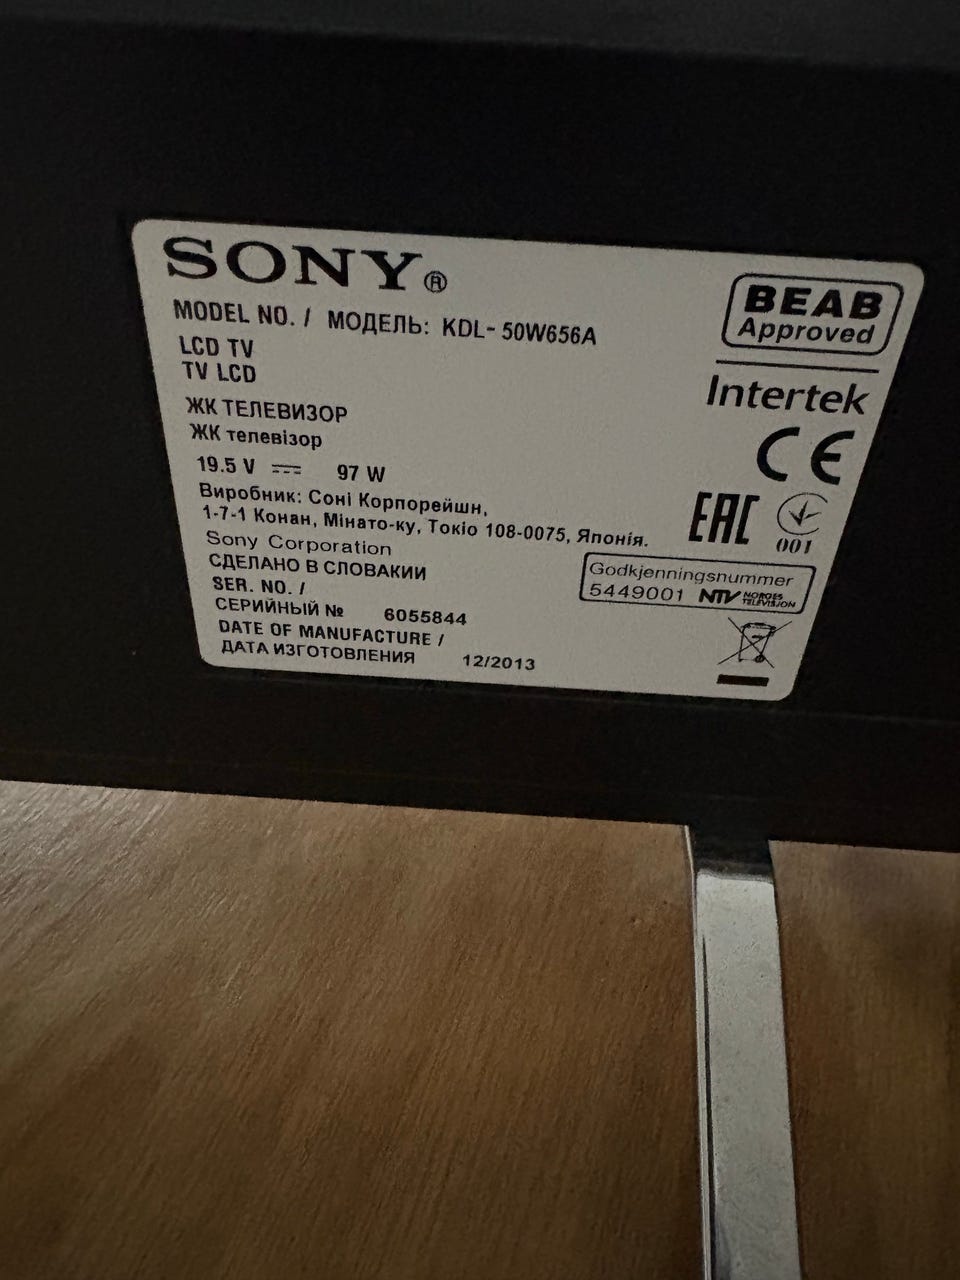 SONY®
MODEL NO. / МОДЕЛЬ: KDL- 50W656A
LCD TV
TV LCD
ЖК ТЕЛЕВИЗОР
ЖК телевізор
19.5 V ⎓ 97 W
Виробник: Соні Корпорейшн,
1-7-1 Конан, Мінато-ку, Токіо 108-0075, Японія.
Sony Corporation
СДЕЛАНО В СЛОВАКИИ
SER. NO. /
СЕРИЙНЫЙ № 6055844
DATE OF MANUFACTURE /
ДАТА ИЗГОТОВЛЕНИЯ 12/2013
BEAB
Approved
Intertek
CE
EAC
001
Godkjenningsnummer
5449001 NTV NORGES
TELEVISJON